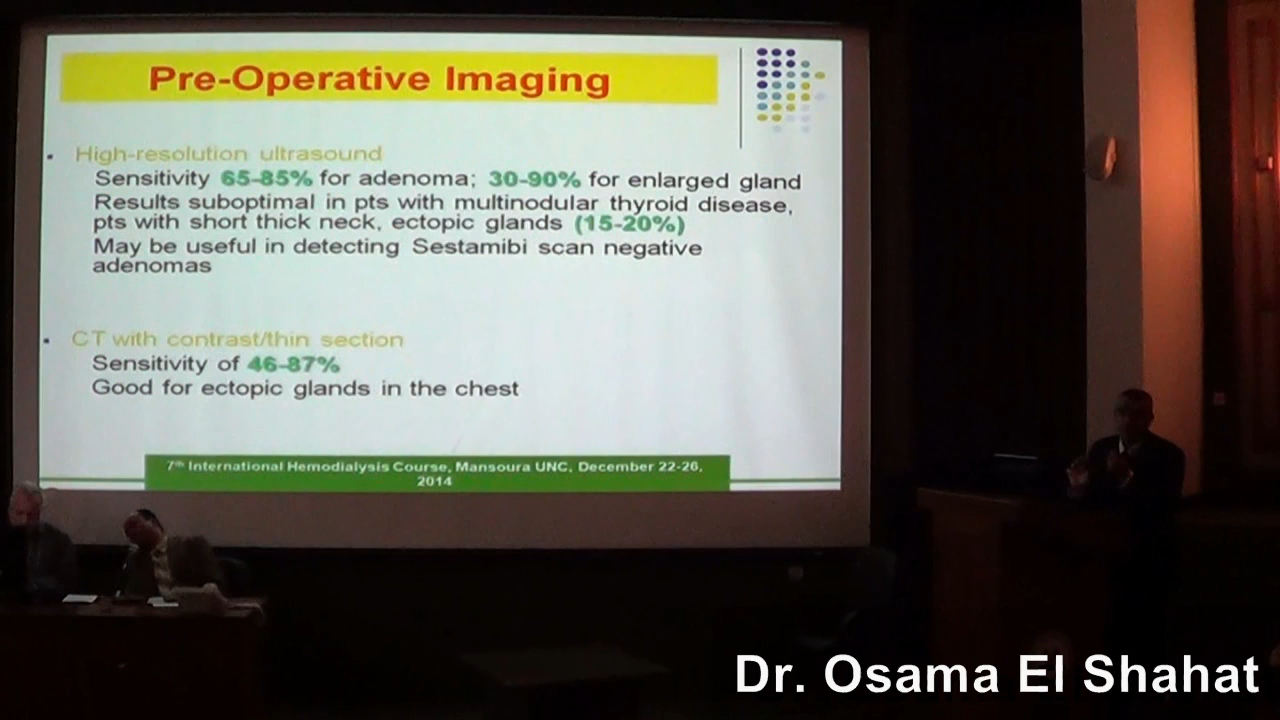 Pre-Operative Imaging
High-resolution ultrasound
Sensitivity 65-85% for adenoma; 30-90% for enlarged gland
Results suboptimal in pts with multinodular thyroid disease,
pts with short thick neck, ectopic glands (15-20%)
May be useful in detecting Sestamibi scan negative
adenomas
CT with contrast/thin section
Sensitivity of 46-87%
Good for ectopic glands in the chest
7th International Hemodialysis Course, Mansoura UNC, December 22-26,
2014
Dr. Osama El Shahat